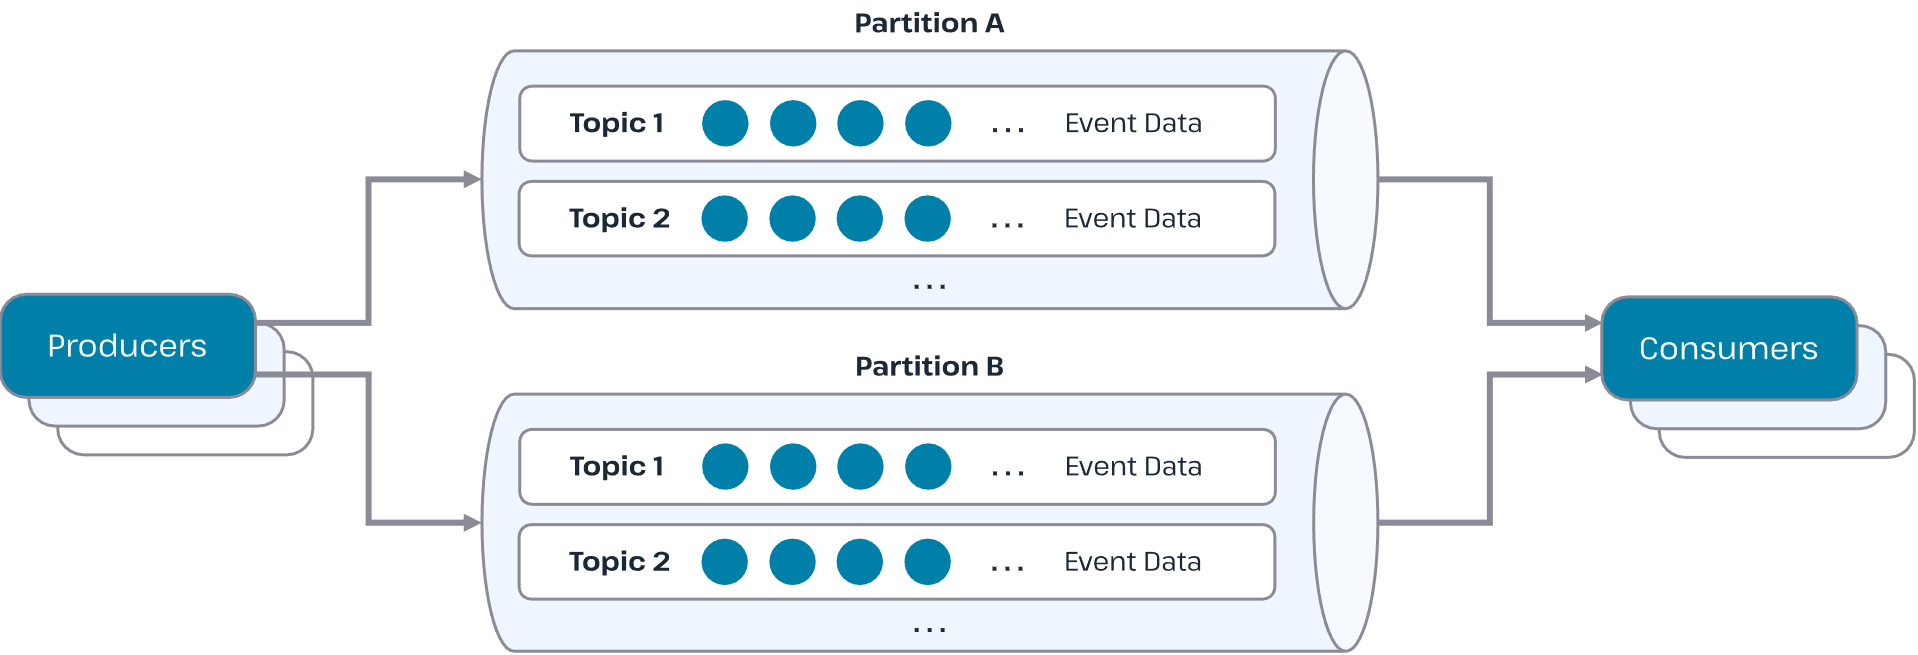 Partition A
Topic 1 ... Event Data
Topic 2 ... Event Data
...
Producers
Consumers
Partition B
Topic 1 ... Event Data
Topic 2 ... Event Data
...